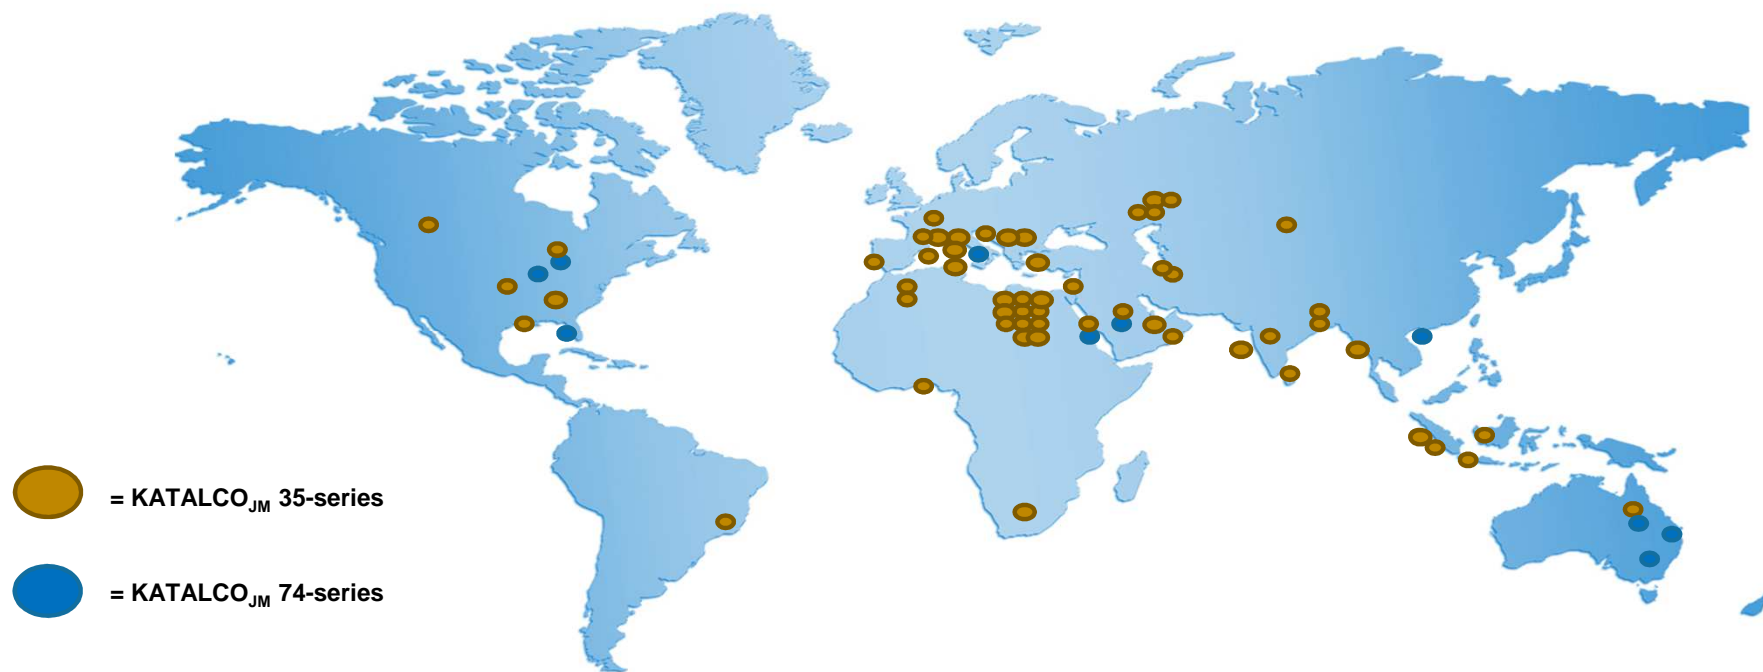 = KATALCOJM 35-series
= KATALCOJM 74-series